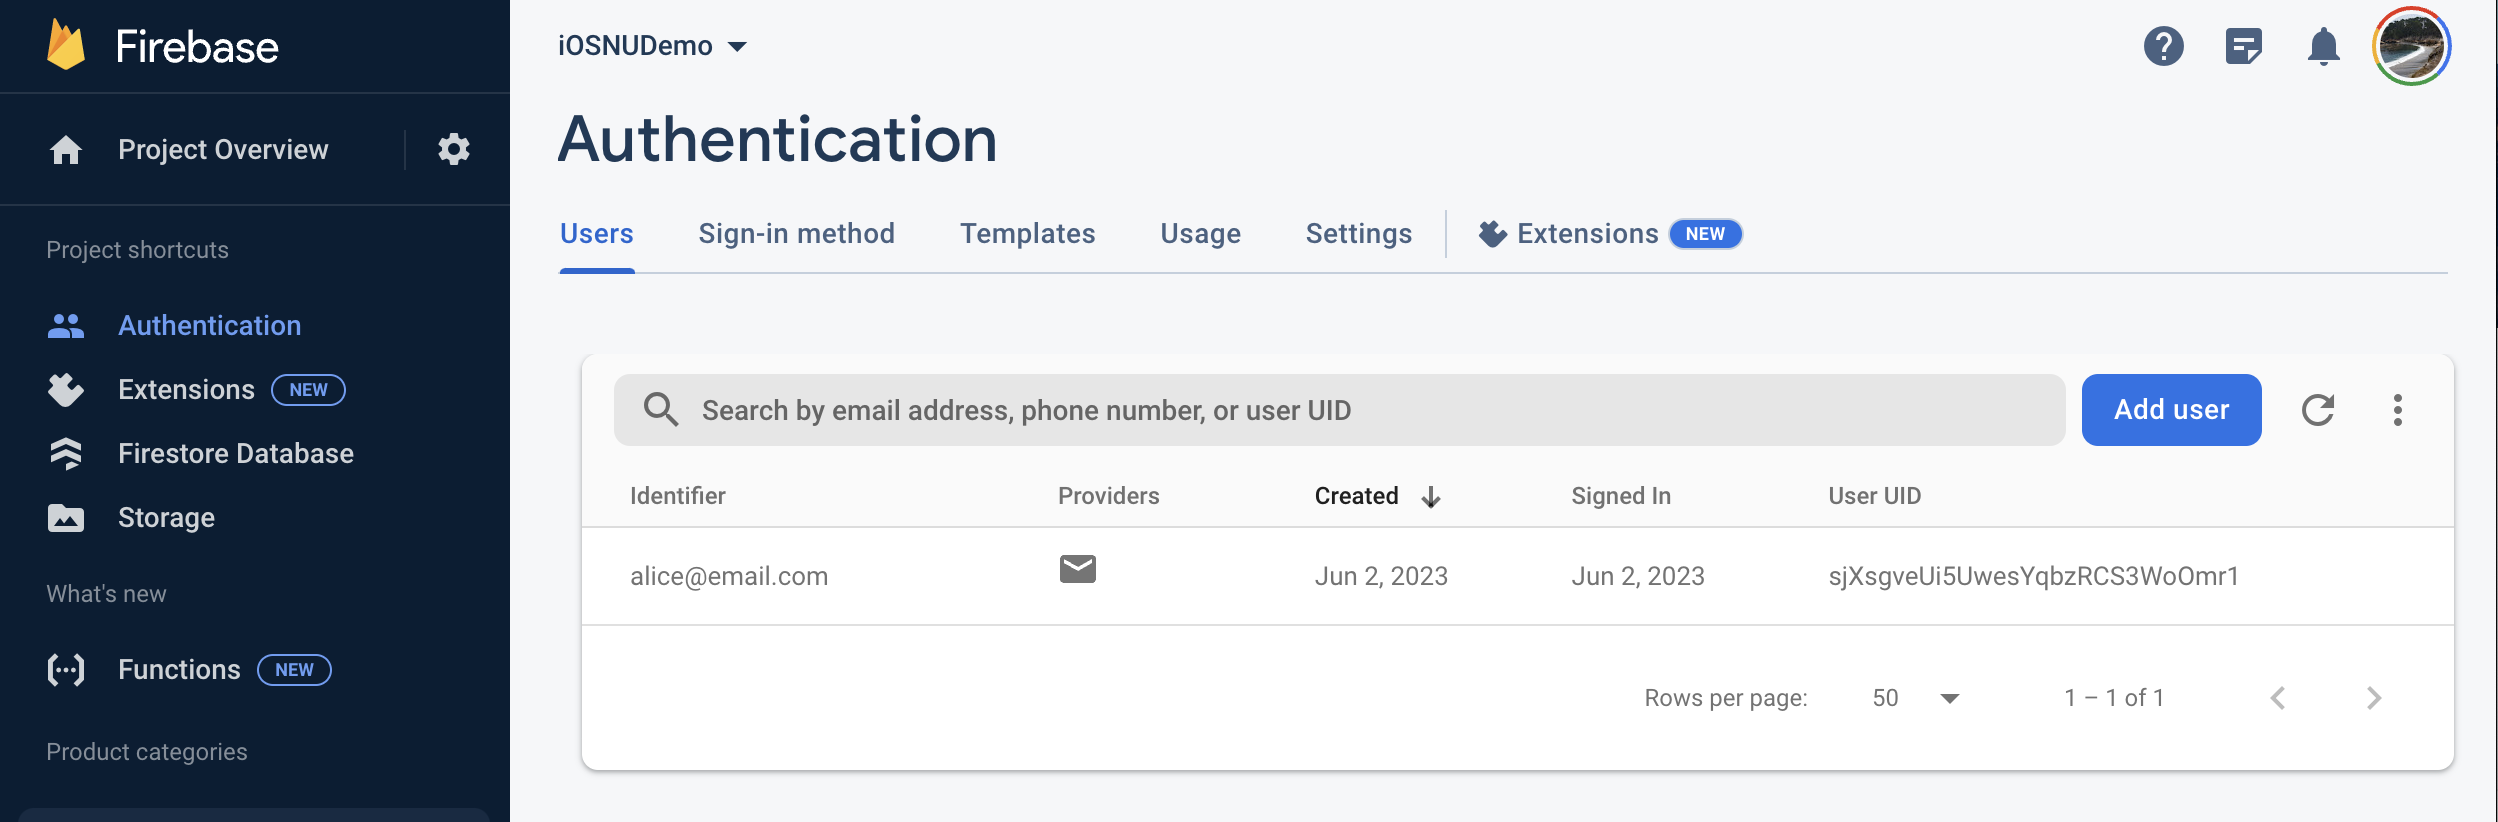 Firebase
Project Overview
Project shortcuts
Authentication
Extensions NEW
Firestore Database
Storage
What's new
Functions NEW
Product categories
iOSNUDemo
Authentication
Users Sign-in method Templates Usage Settings Extensions NEW
Search by email address, phone number, or user UID Add user
Identifier Providers Created Signed In User UID
alice@email.com Jun 2, 2023 Jun 2, 2023 sjXsgveUi5UwesYqbzRCS3WoOmr1
Rows per page: 50 1 – 1 of 1